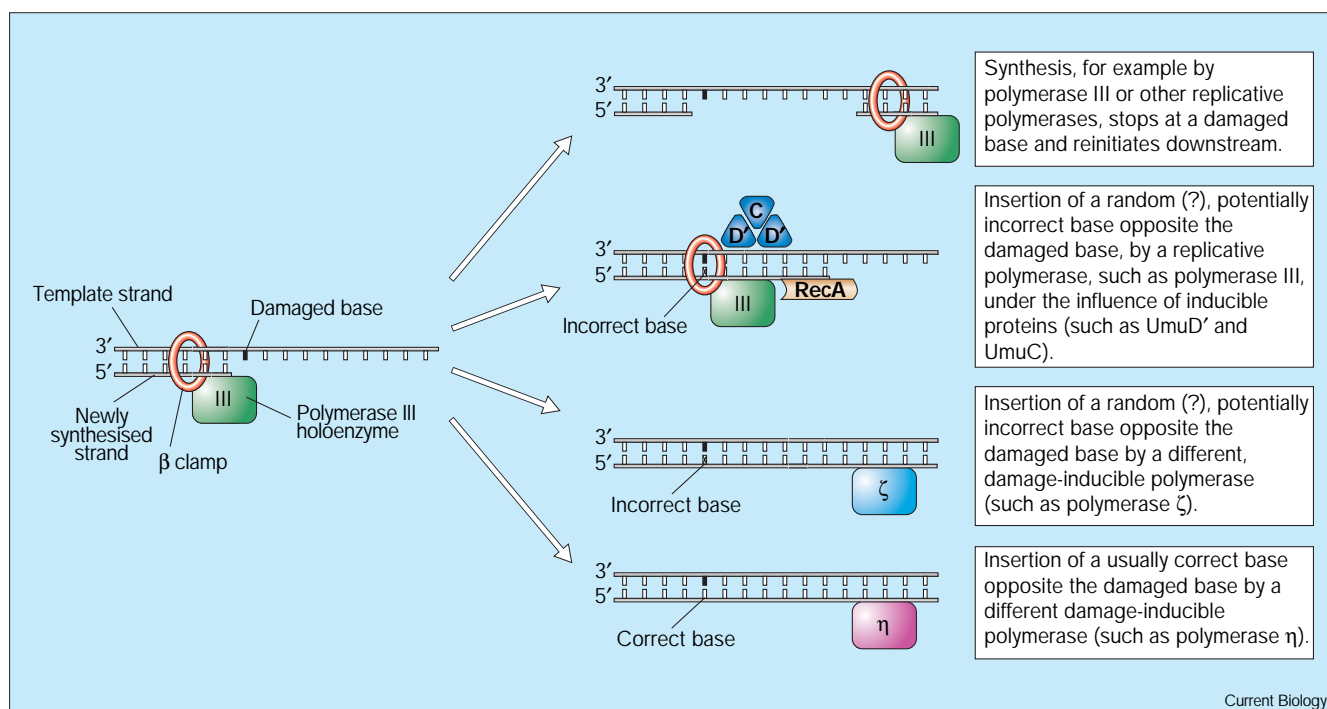 Template strand
Damaged base
3′
5′
III
Newly
synthesised
strand
β clamp
Polymerase III
holoenzyme
3′
5′
III
Synthesis, for example by
polymerase III or other replicative
polymerases, stops at a damaged
base and reinitiates downstream.
C
D′ D′
3′
5′
III
RecA
Incorrect base
Insertion of a random (?), potentially
incorrect base opposite the
damaged base, by a replicative
polymerase, such as polymerase III,
under the influence of inducible
proteins (such as UmuD′ and
UmuC).
3′
5′
ζ
Incorrect base
Insertion of a random (?), potentially
incorrect base opposite the
damaged base by a different,
damage-inducible polymerase
(such as polymerase ζ).
3′
5′
η
Correct base
Insertion of a usually correct base
opposite the damaged base by a
different damage-inducible
polymerase (such as polymerase η).
Current Biology